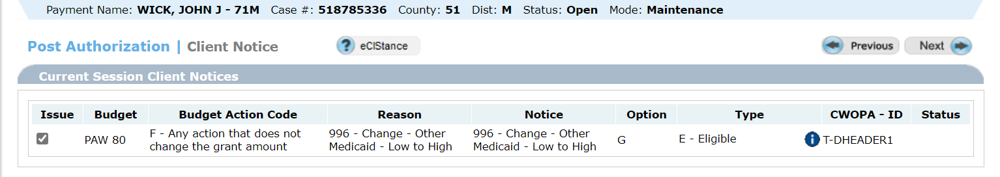 Payment Name: WICK, JOHN J - 71M Case #: 518785336 County: 51 Dist: M Status: Open Mode: Maintenance
Post Authorization | Client Notice ? eCIStance Previous Next
Current Session Client Notices
Issue Budget Budget Action Code Reason Notice Option Type CWOPA - ID Status
PAW 80 F - Any action that does not change the grant amount 996 - Change - Other Medicaid - Low to High 996 - Change - Other Medicaid - Low to High G E - Eligible i T-DHEADER1